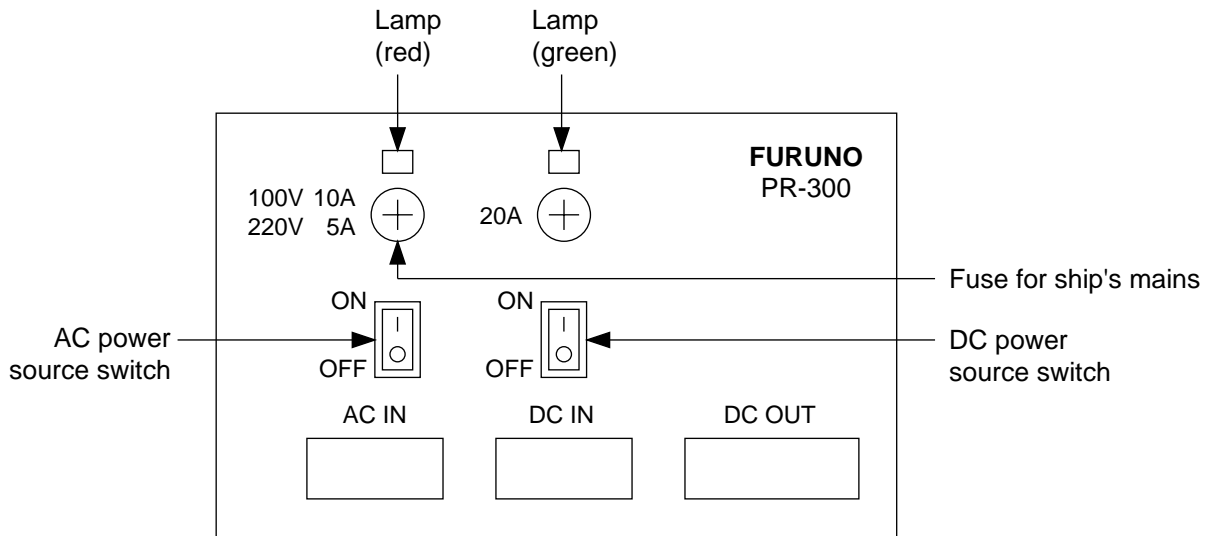 Lamp
(red)
Lamp
(green)
FURUNO
PR-300
100V 10A
220V 5A
20A
Fuse for ship's mains
ON
OFF
ON
OFF
AC power
source switch
DC power
source switch
AC IN
DC IN
DC OUT